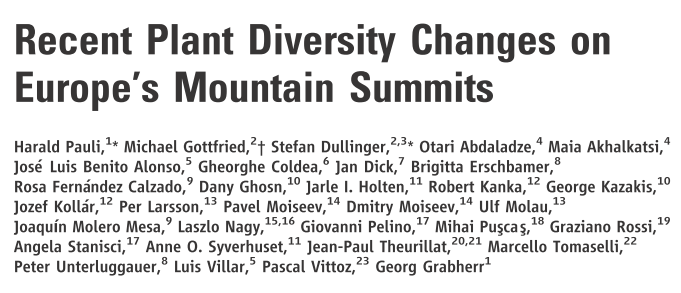 Recent Plant Diversity Changes on
Europe's Mountain Summits
Harald Pauli,¹* Michael Gottfried,²† Stefan Dullinger,²,³* Otari Abdaladze,⁴ Maia Akhalkatsi,⁴
José Luis Benito Alonso,⁵ Gheorghe Coldea,⁶ Jan Dick,⁷ Brigitta Erschbamer,⁸
Rosa Fernández Calzado,⁹ Dany Ghosn,¹⁰ Jarle I. Holten,¹¹ Robert Kanka,¹² George Kazakis,¹⁰
Jozef Kollár,¹² Per Larsson,¹³ Pavel Moiseev,¹⁴ Dmitry Moiseev,¹⁴ Ulf Molau,¹³
Joaquín Molero Mesa,⁹ Laszlo Nagy,¹⁵,¹⁶ Giovanni Pelino,¹⁷ Mihai Puşcaş,¹⁸ Graziano Rossi,¹⁹
Angela Stanisci,¹⁷ Anne O. Syverhuset,¹¹ Jean-Paul Theurillat,²⁰,²¹ Marcello Tomaselli,²²
Peter Unterluggauer,⁸ Luis Villar,⁵ Pascal Vittoz,²³ Georg Grabherr¹